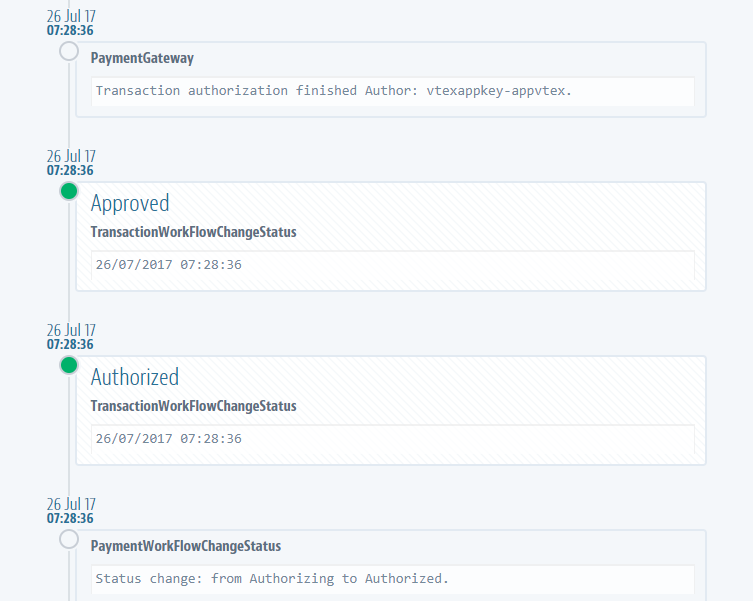 26 Jul 17
07:28:36
PaymentGateway
Transaction authorization finished Author: vtexappkey-appvtex.
26 Jul 17
07:28:36
Approved
TransactionWorkFlowChangeStatus
26/07/2017 07:28:36
26 Jul 17
07:28:36
Authorized
TransactionWorkFlowChangeStatus
26/07/2017 07:28:36
26 Jul 17
07:28:36
PaymentWorkFlowChangeStatus
Status change: from Authorizing to Authorized.